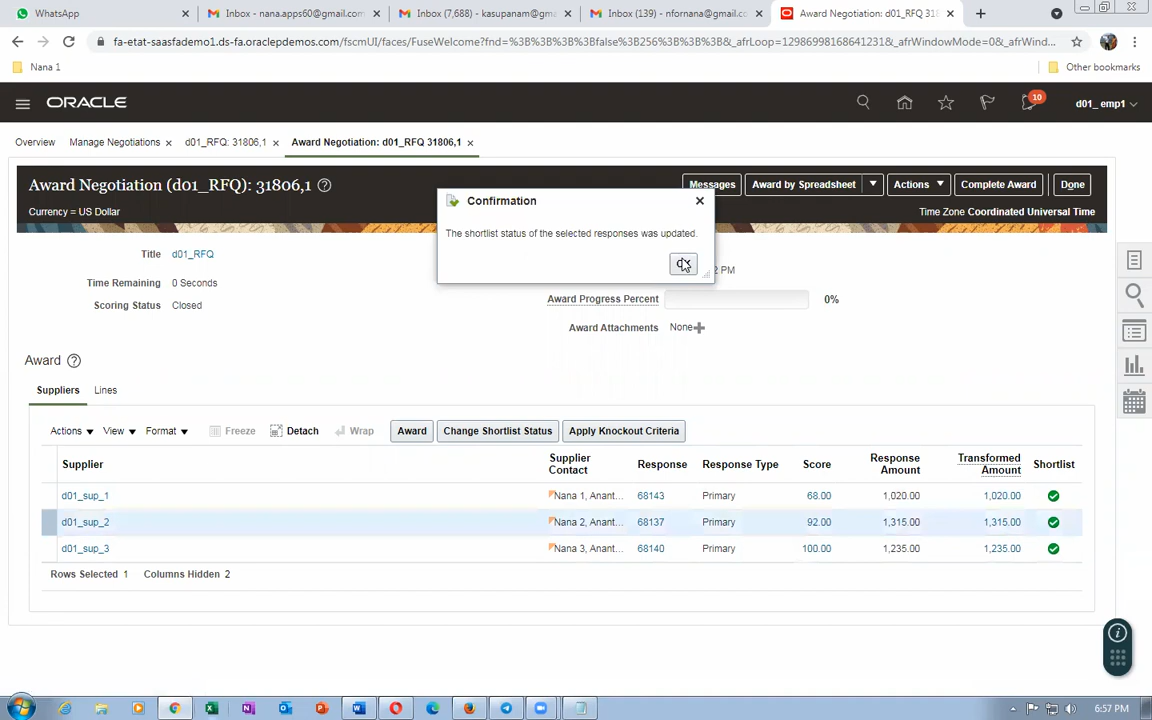 WhatsApp
Inbox - nana.apps60@gmail.com
Inbox (7,688) - kasupanam@gm
Inbox (139) - nfornana@gmail.co
Award Negotiation: d01_RFQ 318
fa-etat-saasfademo1.ds-fa.oraclepdemos.com/fscmUI/faces/FuseWelcome?fnd=%3B%3B%3B%3Bfalse%3B256%3B%3B%3B&_afrLoop=12986998168641231&_afrWindowMode=0&_afrWin...
Nana 1
Other bookmarks
ORACLE
10
d01_ emp1
Overview
Manage Negotiations
d01_RFQ: 31806,1
Award Negotiation: d01_RFQ 31806,1
Award Negotiation (d01_RFQ): 31806,1
Messages
Award by Spreadsheet
Actions
Complete Award
Done
Currency = US Dollar
Time Zone Coordinated Universal Time
Confirmation
The shortlist status of the selected responses was updated.
Title d01_RFQ
2 PM
Time Remaining 0 Seconds
Scoring Status Closed
Award Progress Percent 0%
Award Attachments None
Award
Suppliers Lines
Actions View Format Freeze Detach Wrap Award Change Shortlist Status Apply Knockout Criteria
Supplier Supplier Contact Response Response Type Score Response Amount Transformed Amount Shortlist
d01_sup_1 Nana 1, Anant... 68143 Primary 68.00 1,020.00 1,020.00
d01_sup_2 Nana 2, Anant... 68137 Primary 92.00 1,315.00 1,315.00
d01_sup_3 Nana 3, Anant... 68140 Primary 100.00 1,235.00 1,235.00
Rows Selected 1 Columns Hidden 2
6:57 PM